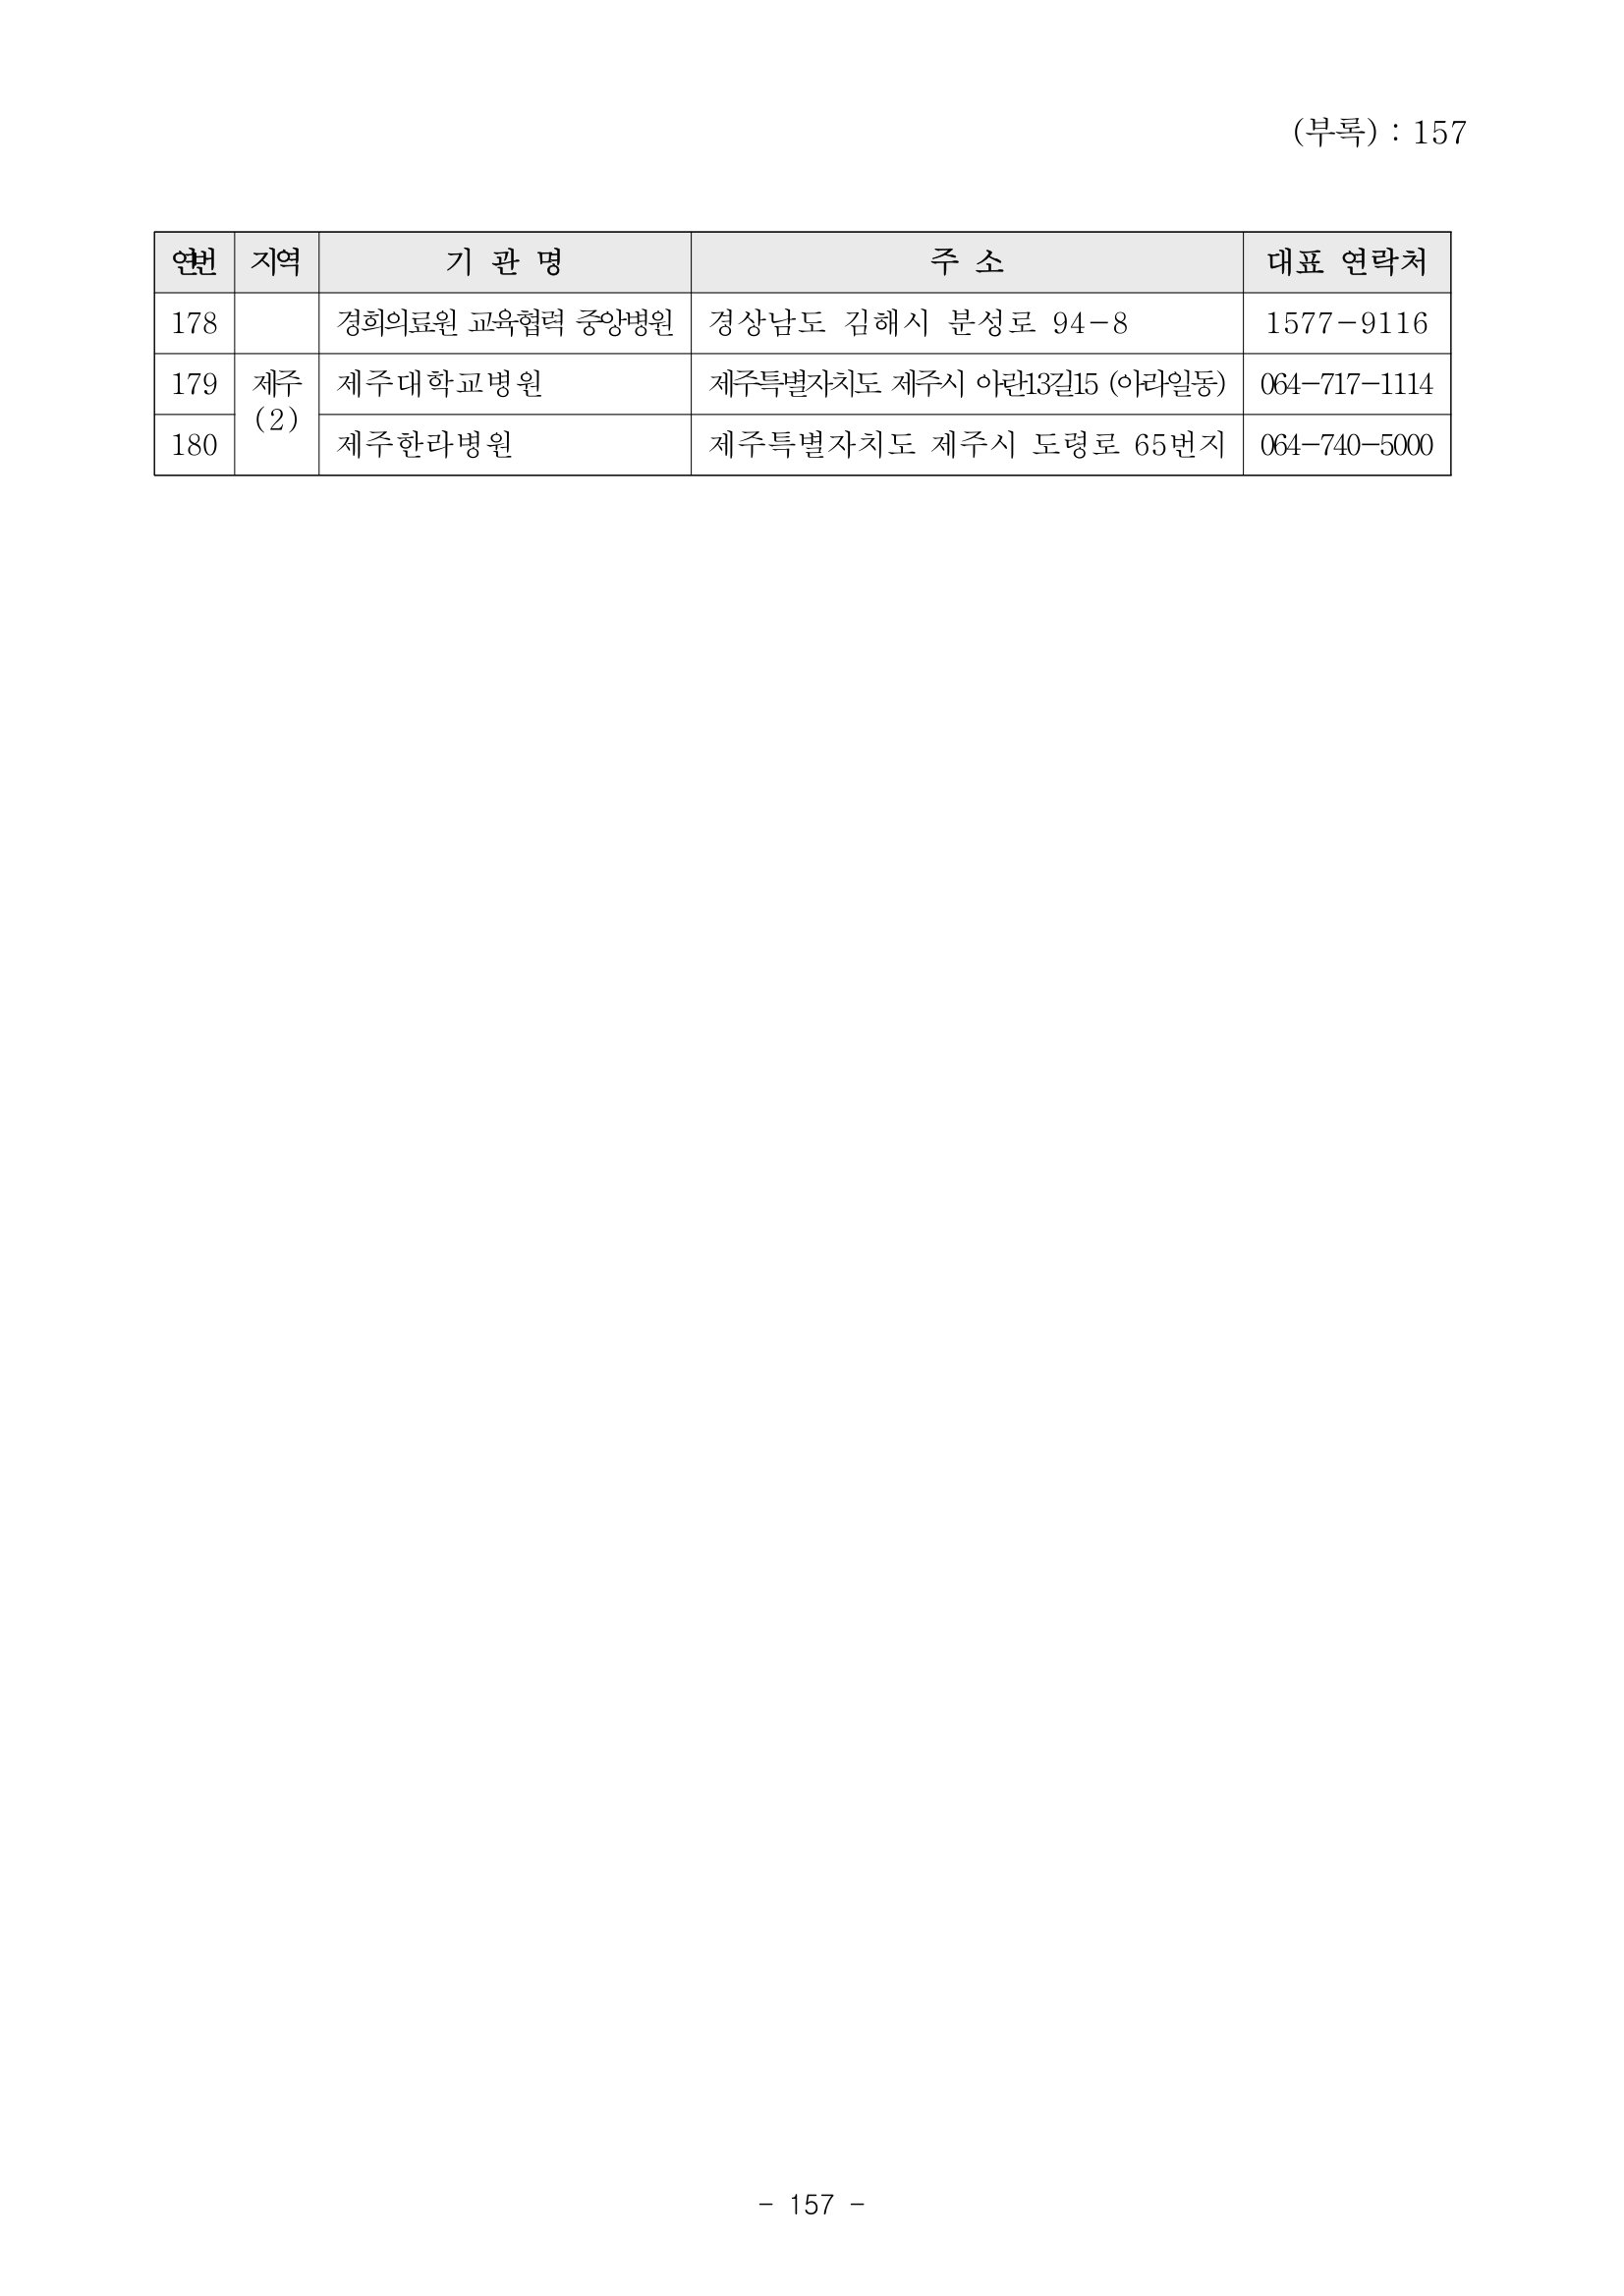 (부록) : 157
연번 지역 기 관 명 주 소 대표 연락처
178 경희의료원 교육협력 중앙병원 경상남도 김해시 분성로 94-8 1577-9116
179 제주 (2) 제주대학교병원 제주특별자치도 제주시 아란13길15 (아라일동) 064-717-1114
180 제주한라병원 제주특별자치도 제주시 도령로 65번지 064-740-5000
- 157 -